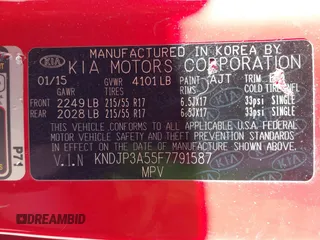 MANUFACTURED IN KOREA BY
KIA KIA MOTORS CORPORATION
01/15 GVWR 4101LB PAINT AJT TRIM
GAWR TIRES RIMS COLD TIRE
FRONT 2249LB 215/55 R17 6.5JX17 33psi SINGLE
REAR 2028LB 215/55 R17 6.5JX17 33psi SINGLE
THIS VEHICLE CONFORMS TO ALL APPLICABLE U.S.A FEDERAL
MOTOR VEHICLE SAFETY AND THEFT PREVENTION STANDARDS
IN EFFECT ON THE DATE OF MANUFACTURE SHOWN ABOVE.
V.I.N KNDJP3A55F7791587
MPV
P71
DREAMBID